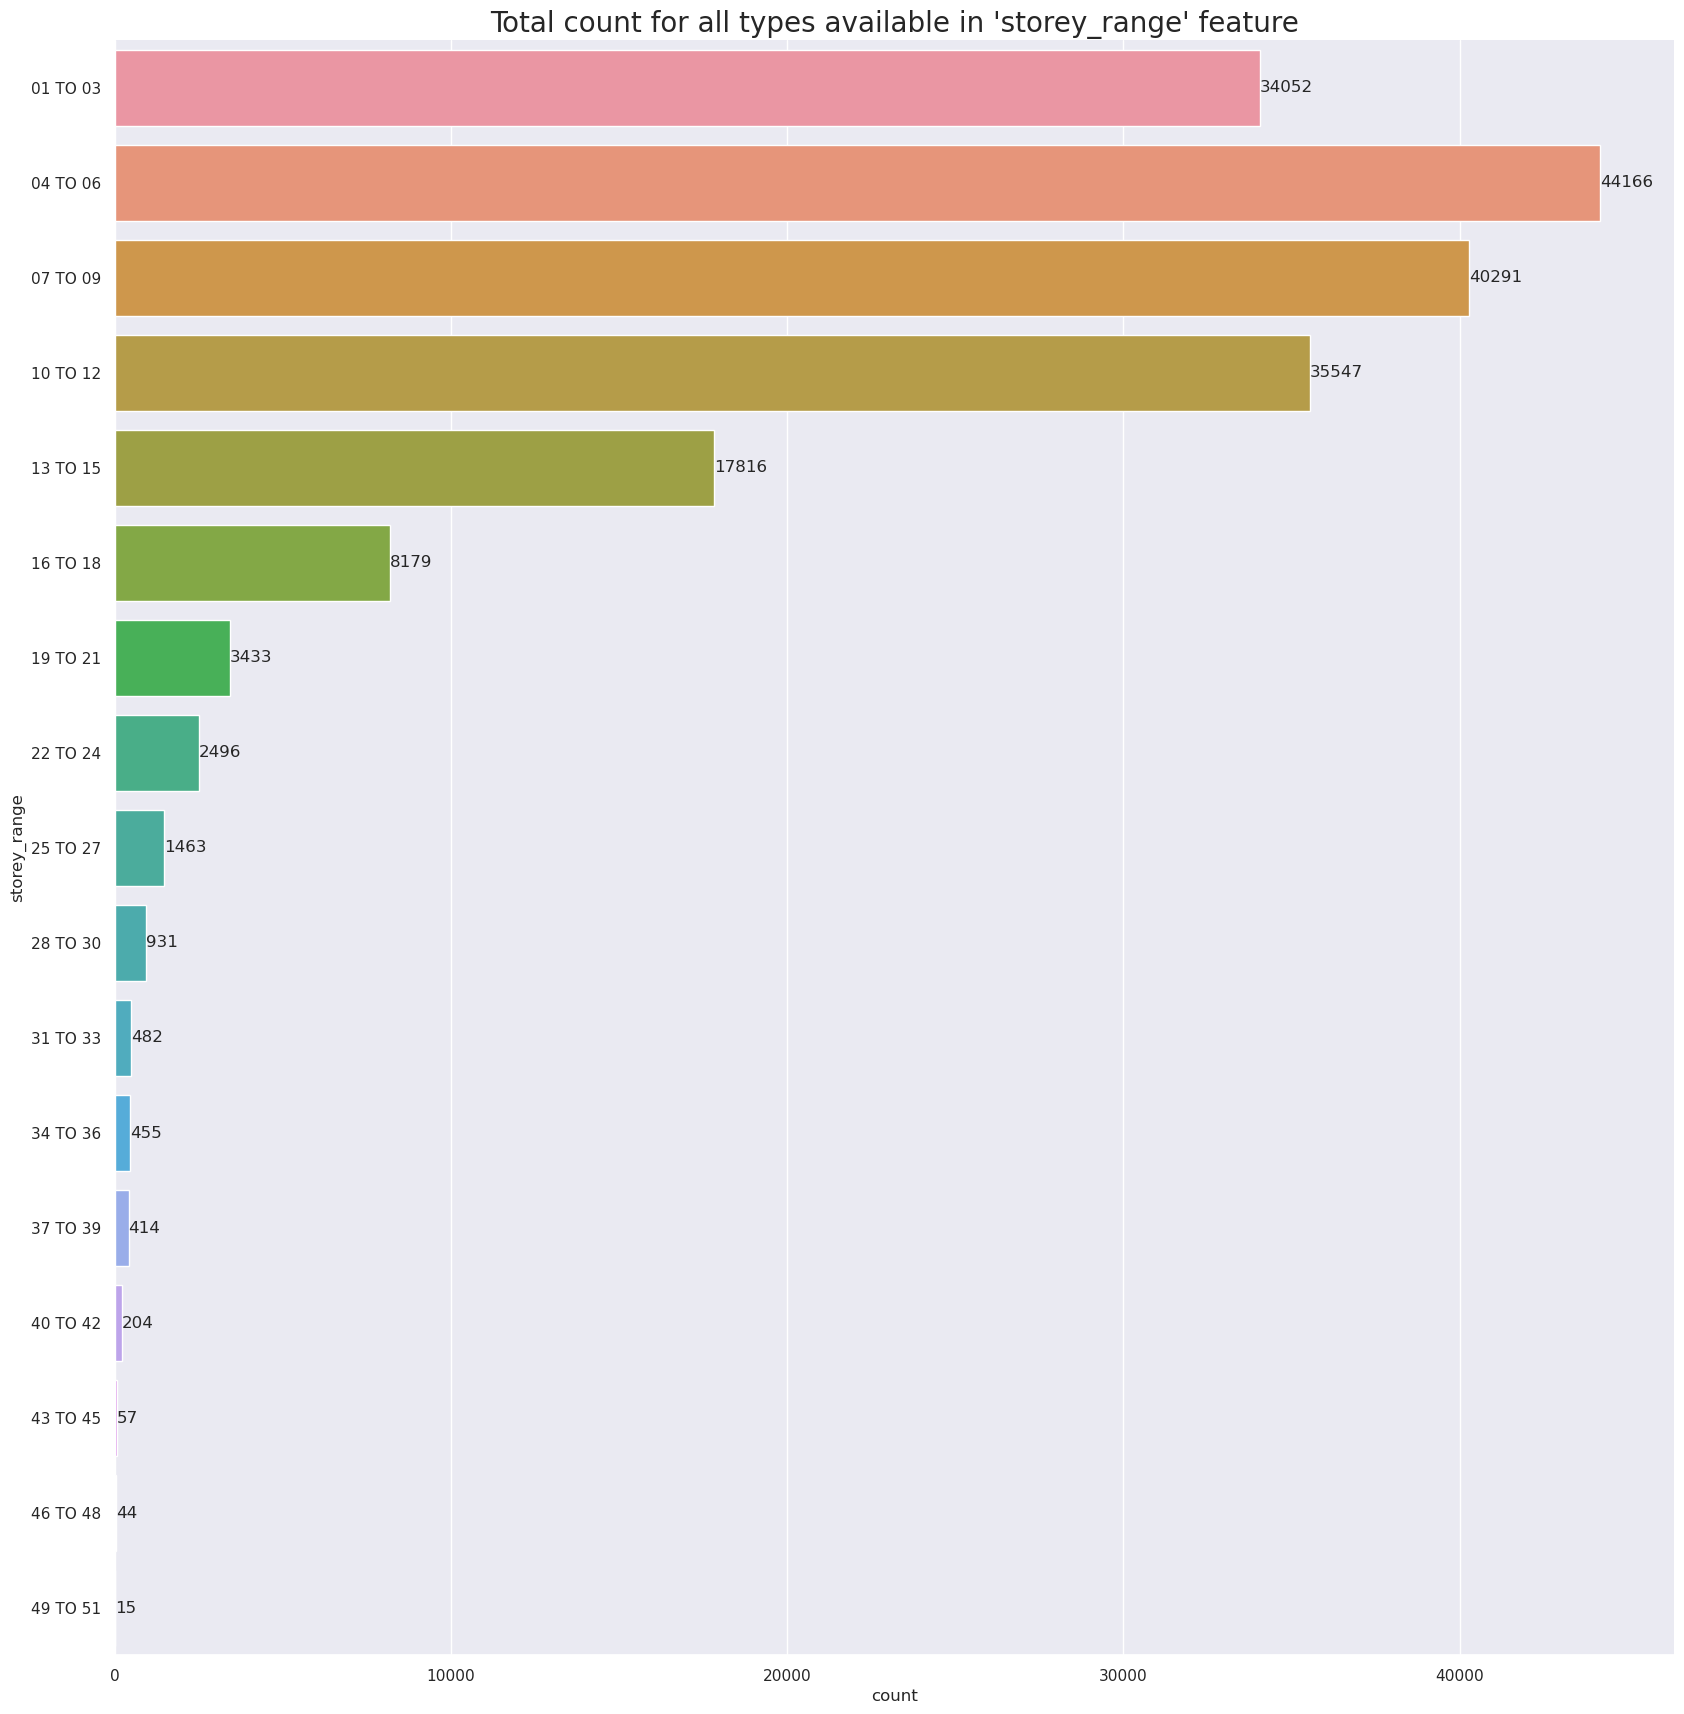 Total count for all types available in 'storey_range' feature
01 TO 03 34052
04 TO 06 44166
07 TO 09 40291
10 TO 12 35547
13 TO 15 17816
16 TO 18 8179
19 TO 21 3433
22 TO 24 2496
storey_range
25 TO 27 1463
28 TO 30 931
31 TO 33 482
34 TO 36 455
37 TO 39 414
40 TO 42 204
43 TO 45 57
46 TO 48 44
49 TO 51 15
0 10000 20000 30000 40000
count